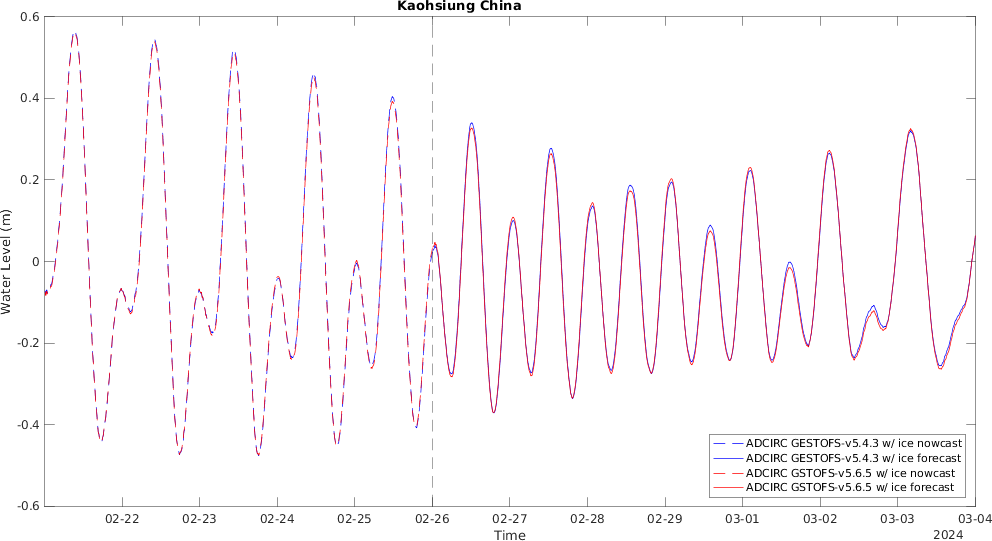 Kaohsiung China
0.6
0.4
0.2
0
-0.2
-0.4
-0.6
Water Level (m)
ADCIRC GESTOFS-v5.4.3 w/ ice nowcast
ADCIRC GESTOFS-v5.4.3 w/ ice forecast
ADCIRC GSTOFS-v5.6.5 w/ ice nowcast
ADCIRC GSTOFS-v5.6.5 w/ ice forecast
02-22 02-23 02-24 02-25 02-26 02-27 02-28 02-29 03-01 03-02 03-03 03-04
Time
2024